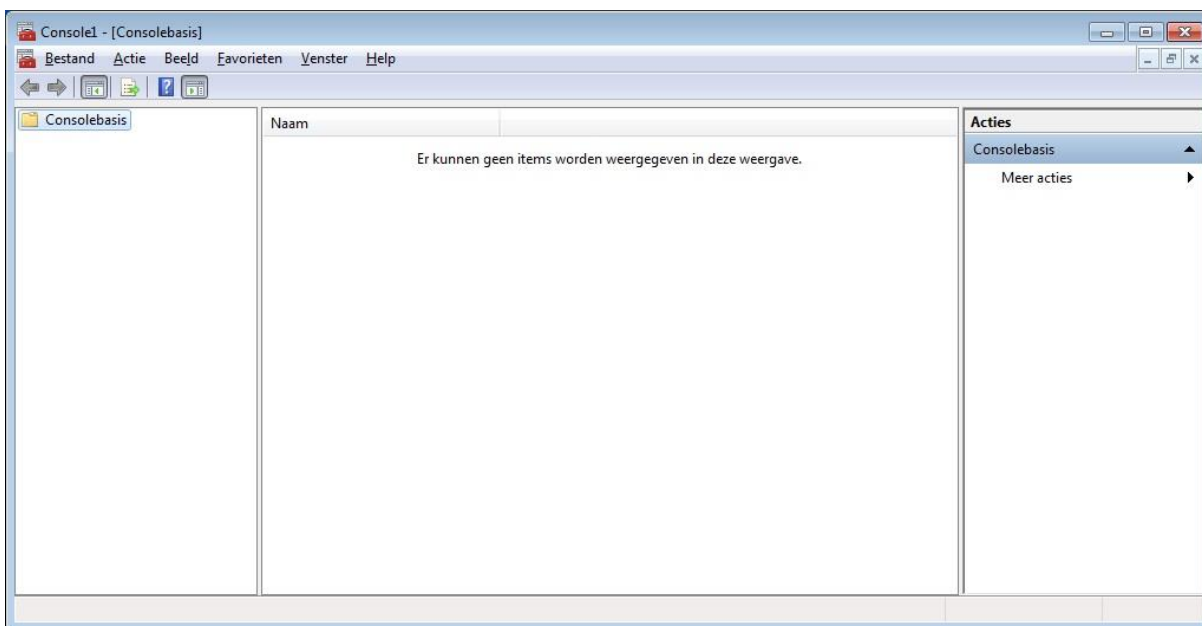 Console1 - [Consolebasis]
Bestand Actie Beeld Favorieten Venster Help
Consolebasis
Naam
Er kunnen geen items worden weergegeven in deze weergave.
Acties
Consolebasis
Meer acties